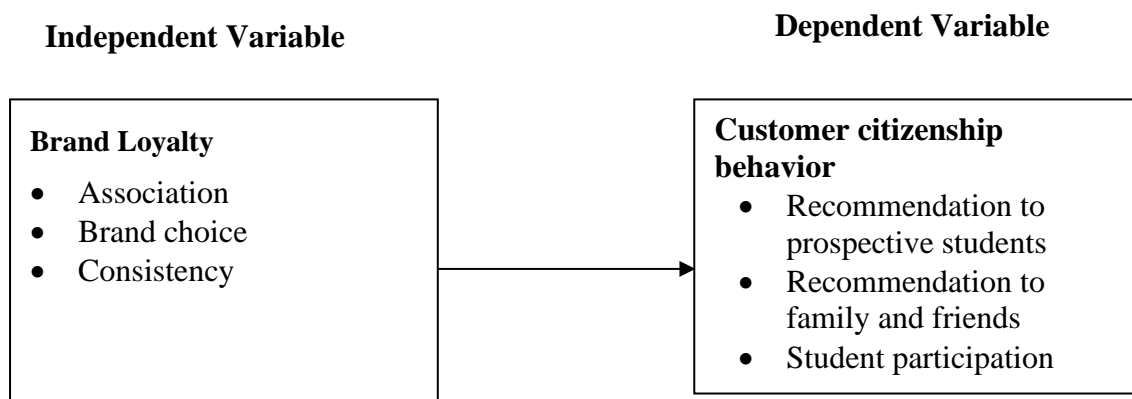 Independent Variable
Dependent Variable
Brand Loyalty
• Association
• Brand choice
• Consistency
Customer citizenship
behavior
• Recommendation to
prospective students
• Recommendation to
family and friends
• Student participation